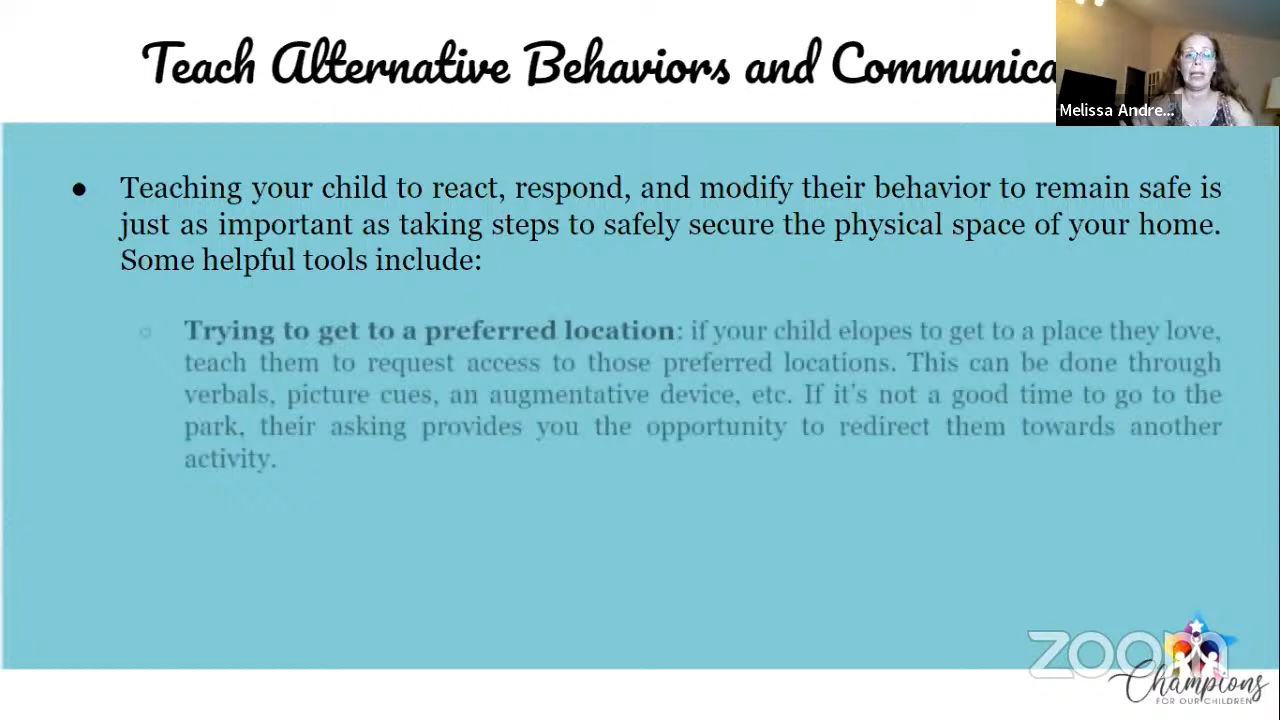 Teach Alternative Behaviors and Communica
Melissa Andre...
● Teaching your child to react, respond, and modify their behavior to remain safe is
just as important as taking steps to safely secure the physical space of your home.
Some helpful tools include:
○ Trying to get to a preferred location: if your child elopes to get to a place they love,
teach them to request access to those preferred locations. This can be done through
verbals, picture cues, an augmentative device, etc. If it's not a good time to go to the
park, their asking provides you the opportunity to redirect them towards another
activity.
zoom
Champions
FOR OUR CHILDREN